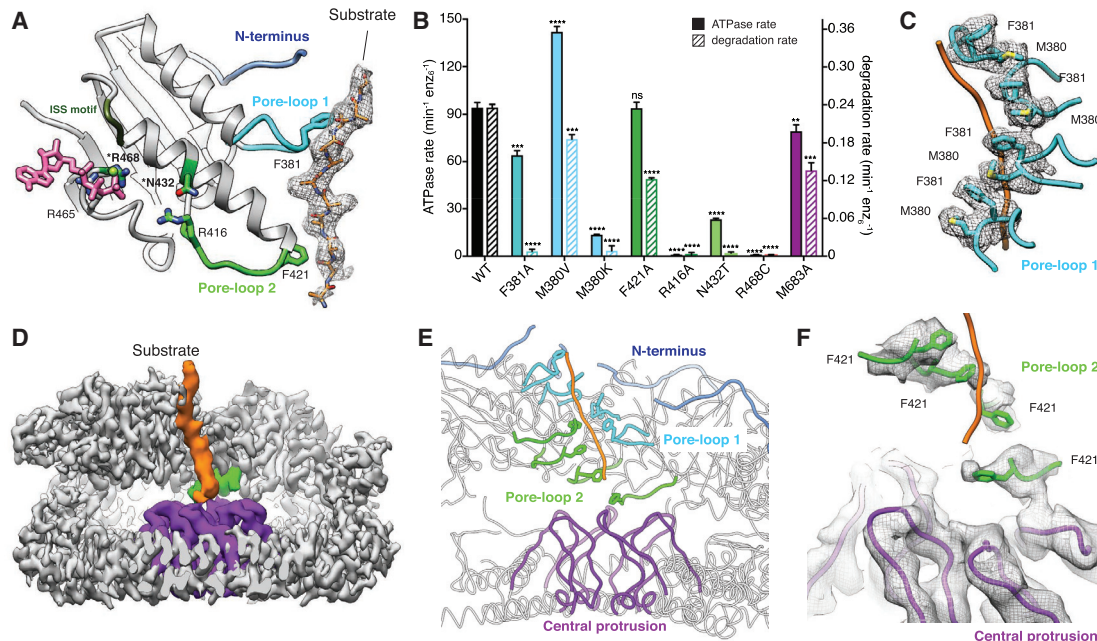 A
Substrate
N-terminus
Pore-loop 1
ISS motif
F381
*R468
*N432
R465
R416
F421
Pore-loop 2
B
ATPase rate (min⁻¹ enz₆⁻¹)
150
120
90
60
30
0
ATPase rate
degradation rate
degradation rate (min⁻¹ enz₆⁻¹)
0.36
0.30
0.24
0.18
0.12
0.06
0
***
****
****
***
****
****
ns
****
****
****
****
****
****
****
**
***
WT
F381A
M380V
M380K
F421A
R416A
N432T
R468C
M683A
C
F381
M380
F381
M380
F381
M380
F381
M380
Pore-loop 1
D
Substrate
E
N-terminus
Pore-loop 1
Pore-loop 2
Central protrusion
F
F421
Pore-loop 2
F421
F421
F421
Central protrusion